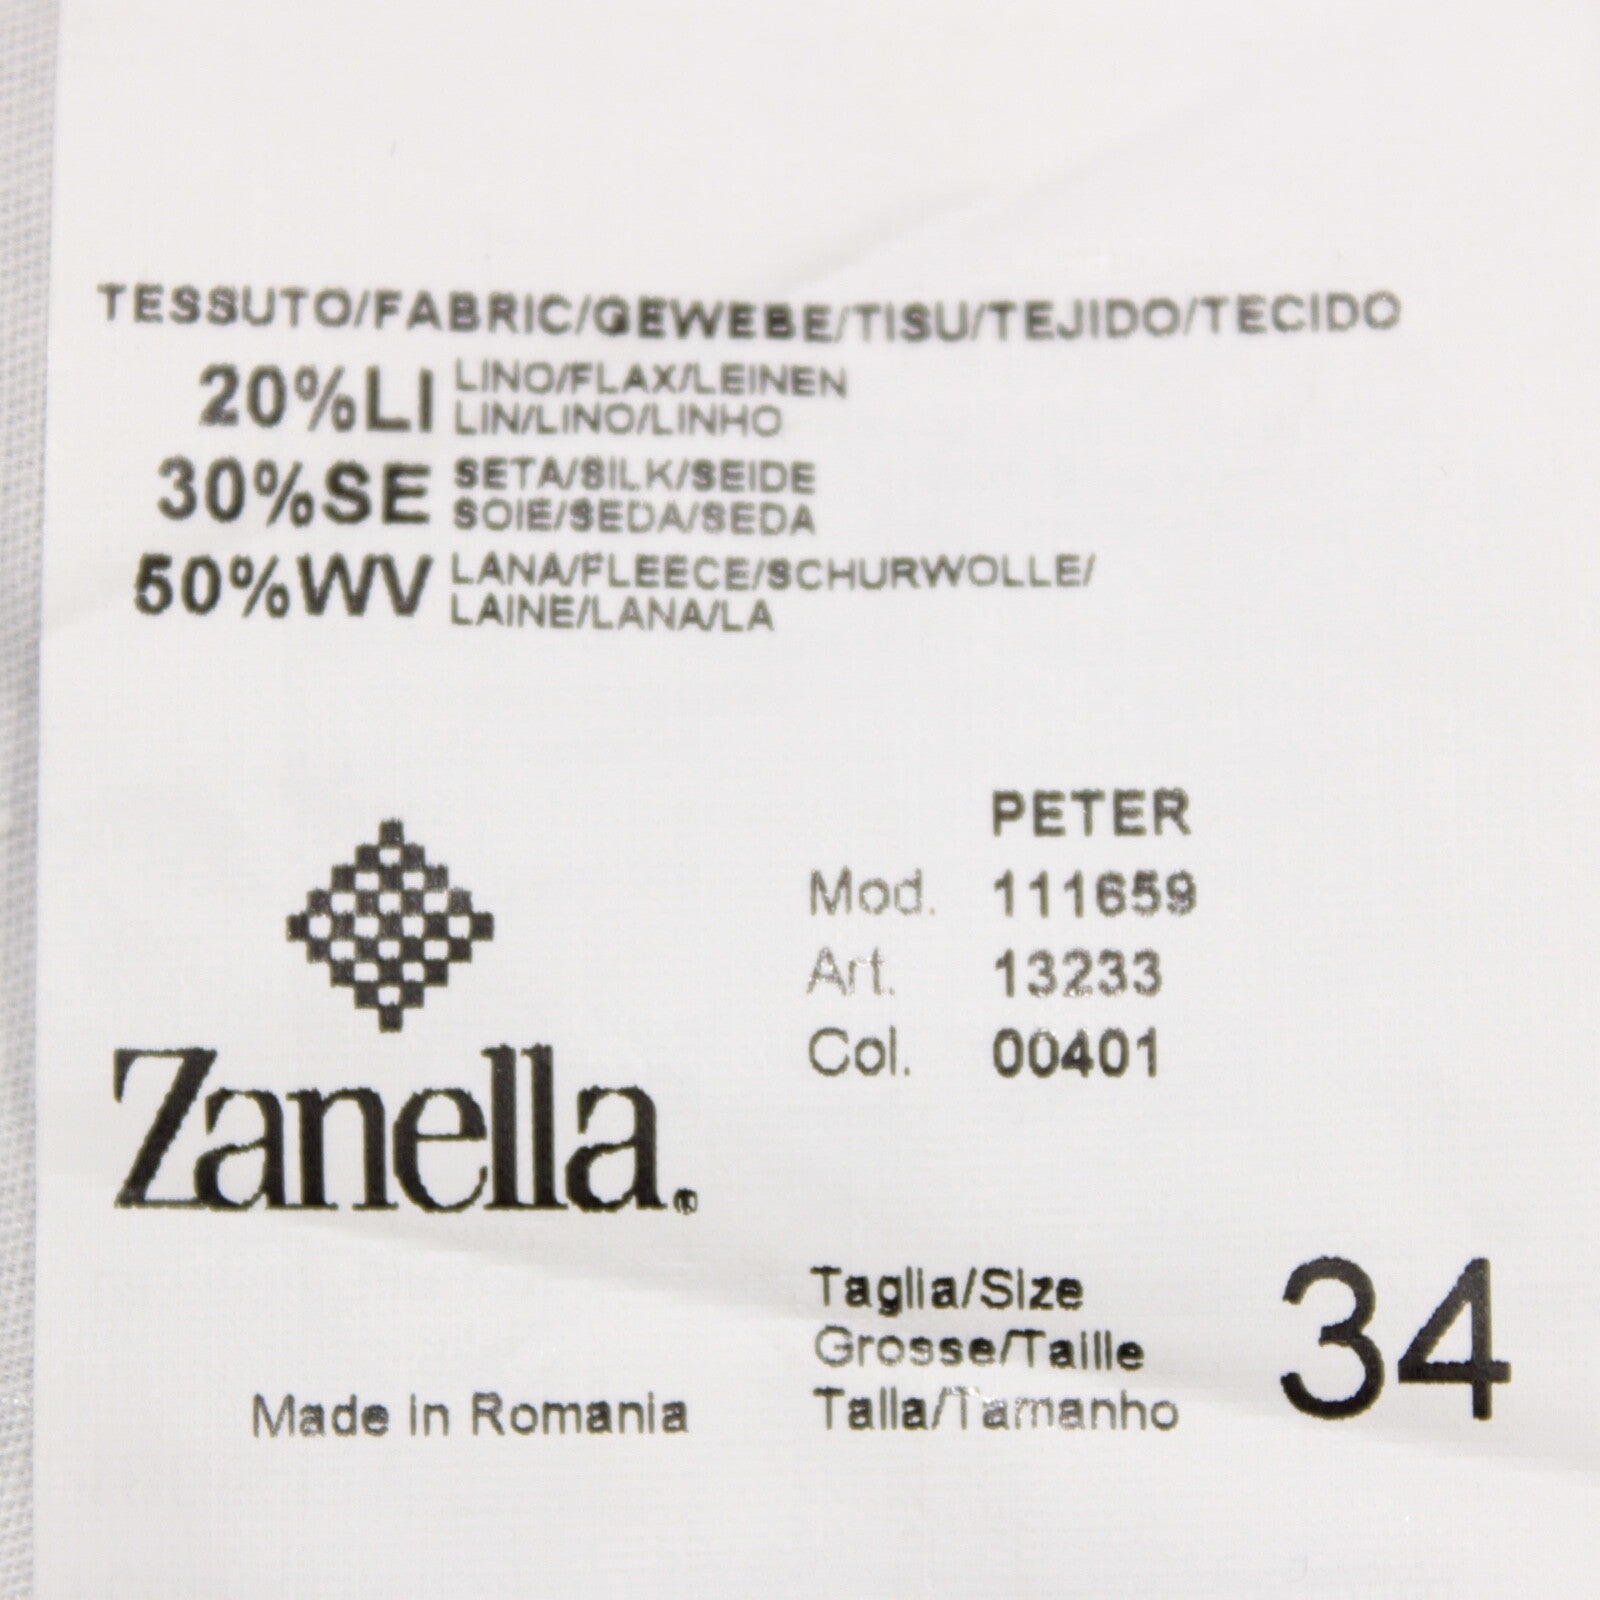 TESSUTO/FABRIC/GEWEBE/TISU/TEJIDO/TECIDO
20%LI LINO/FLAX/LEINEN
LIN/LINO/LINHO
30%SE SETA/SILK/SEIDE
SOIE/SEDA/SEDA
50%WV LANA/FLEECE/SCHURWOLLE/
LAINE/LANA/LA
PETER
Mod. 111659
Art. 13233
Col. 00401
Zanella®
Taglia/Size
Grosse/Taille
Talla/Tamanho
34
Made in Romania